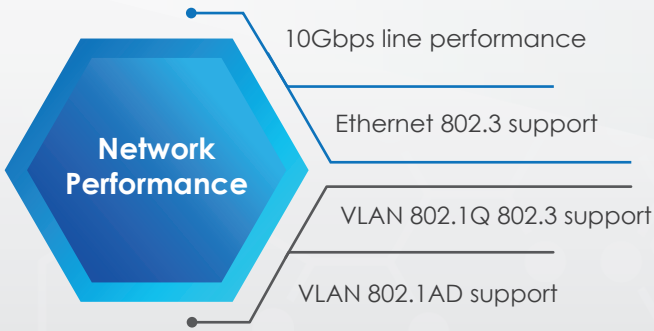 10Gbps line performance
Ethernet 802.3 support
Network
Performance
VLAN 802.1Q 802.3 support
VLAN 802.1AD support